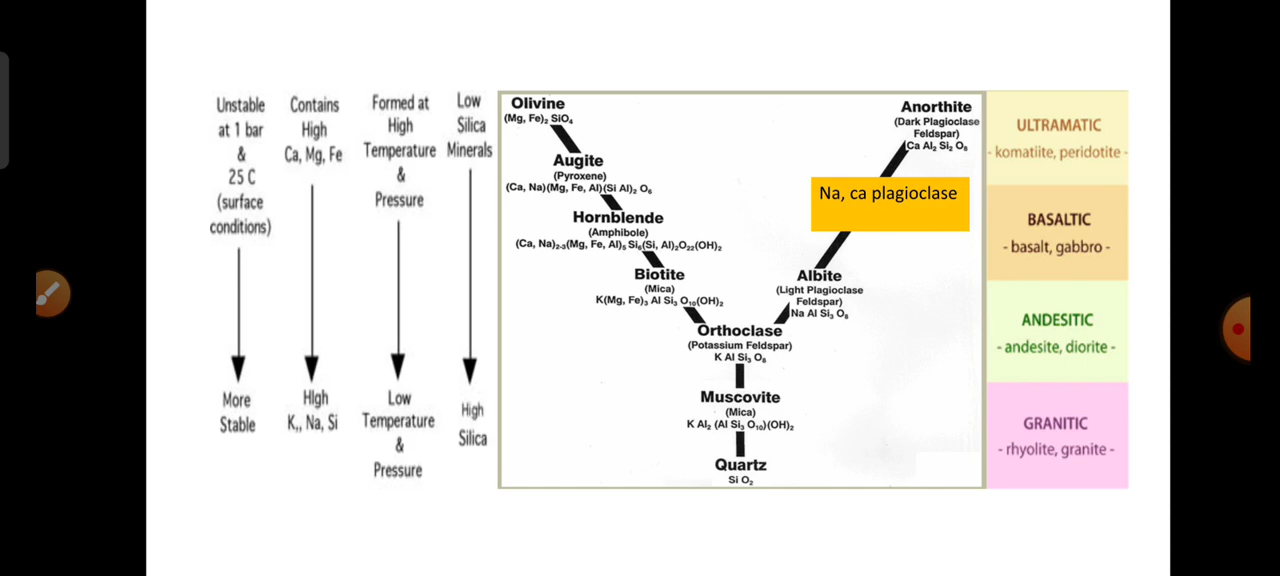 Unstable
at 1 bar
&
25 C
(surface
conditions)
More
Stable
Contains
High
Ca, Mg, Fe
HIgh
K,, Na, Si
Formed at
High
Temperature
&
Pressure
Low
Temperature
&
Pressure
Low
Silica
Minerals
High
Silica
Olivine
(Mg, Fe)₂ SiO₄
Augite
(Pyroxene)
(Ca, Na)(Mg, Fe, Al)(Si Al)₂ O₆
Hornblende
(Amphibole)
(Ca, Na)₂₋₃(Mg, Fe, Al)₅ Si₆(Si, Al)₂O₂₂(OH)₂
Biotite
(Mica)
K(Mg, Fe)₃ Al Si₃ O₁₀(OH)₂
Anorthite
(Dark Plagioclase
Feldspar)
Ca Al₂ Si₂ O₈
Na, ca plagioclase
Albite
(Light Plagioclase
Feldspar)
Na Al Si₃ O₈
Orthoclase
(Potassium Feldspar)
K Al Si₃ O₈
Muscovite
(Mica)
K Al₂ (Al Si₃ O₁₀)(OH)₂
Quartz
Si O₂
ULTRAMATIC
- komatiite, peridotite -
BASALTIC
- basalt, gabbro -
ANDESITIC
- andesite, diorite -
GRANITIC
- rhyolite, granite -